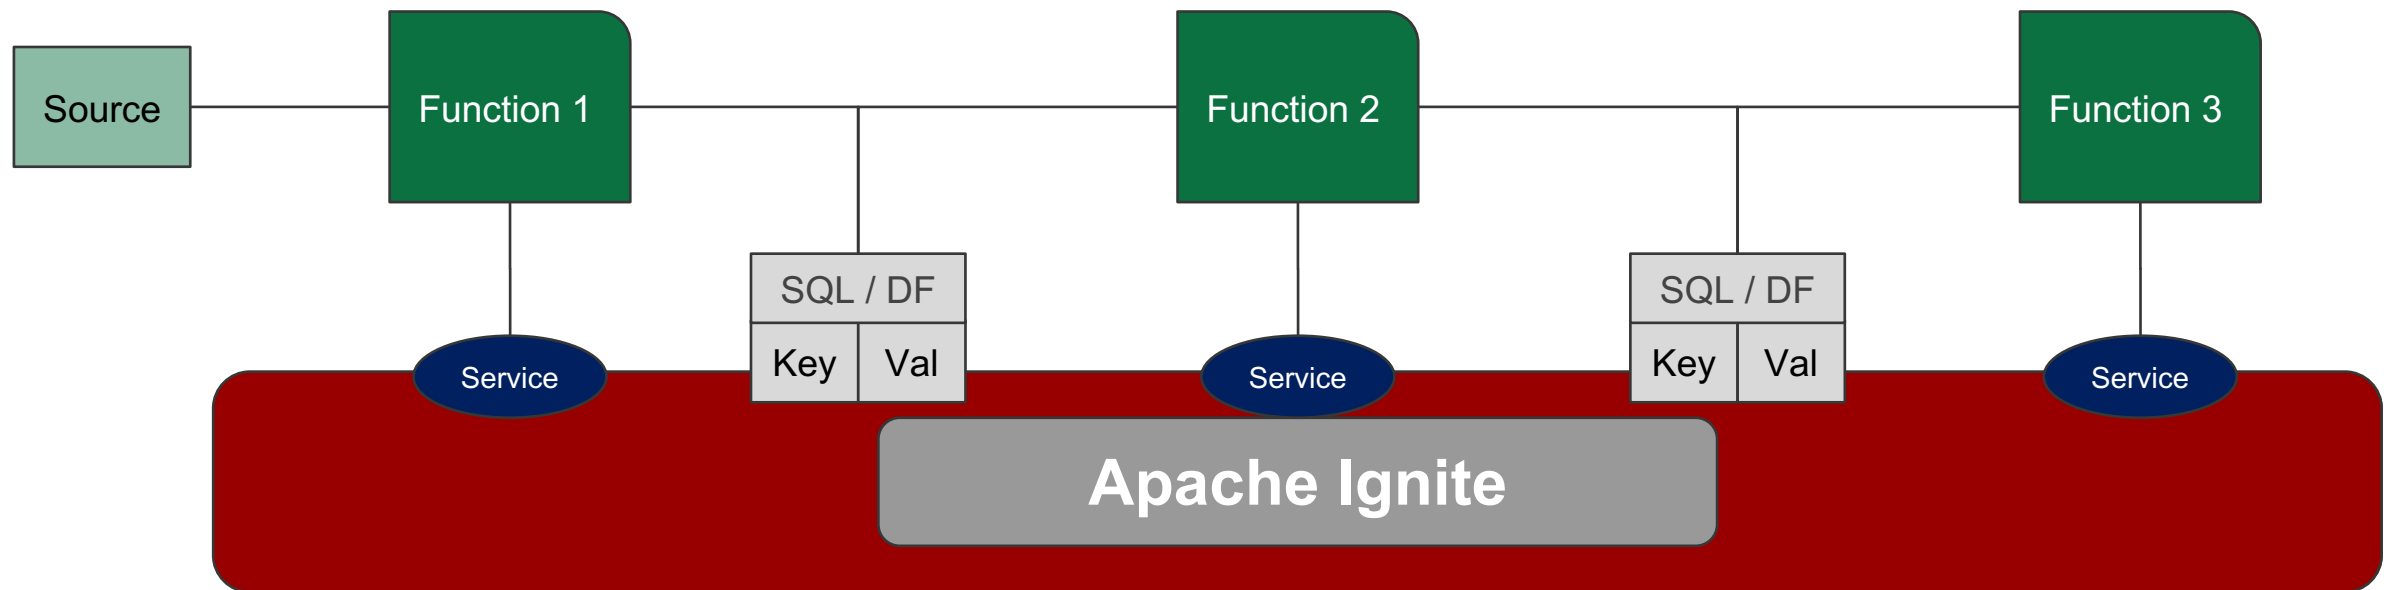 Source
Function 1
Function 2
Function 3
SQL / DF
Key
Val
SQL / DF
Key
Val
Service
Service
Service
Apache Ignite